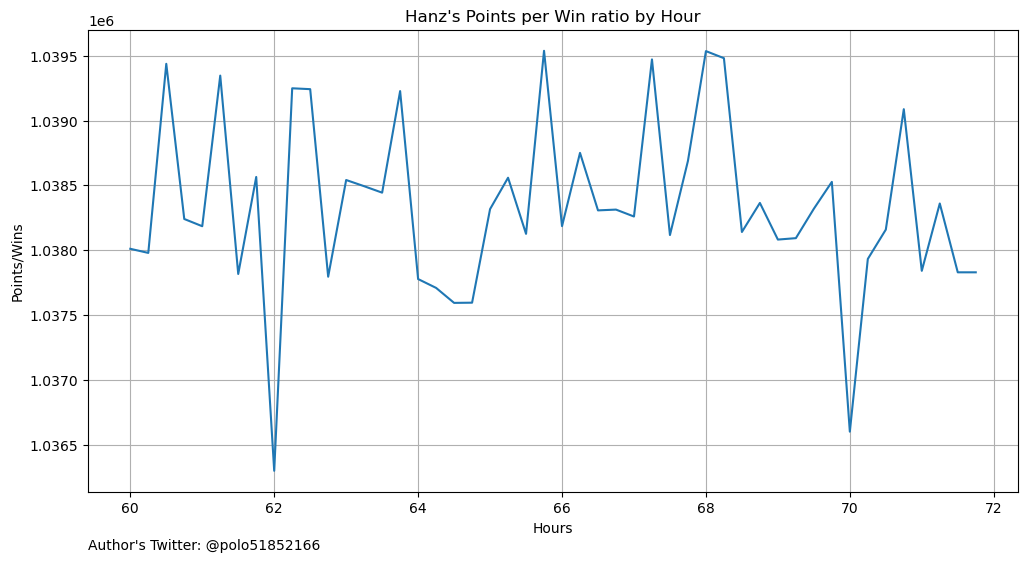 Hanz's Points per Win ratio by Hour
1e6
1.0395
1.0390
1.0385
1.0380
1.0375
1.0370
1.0365
Points/Wins
60 62 64 66 68 70 72
Hours
Author's Twitter: @polo51852166